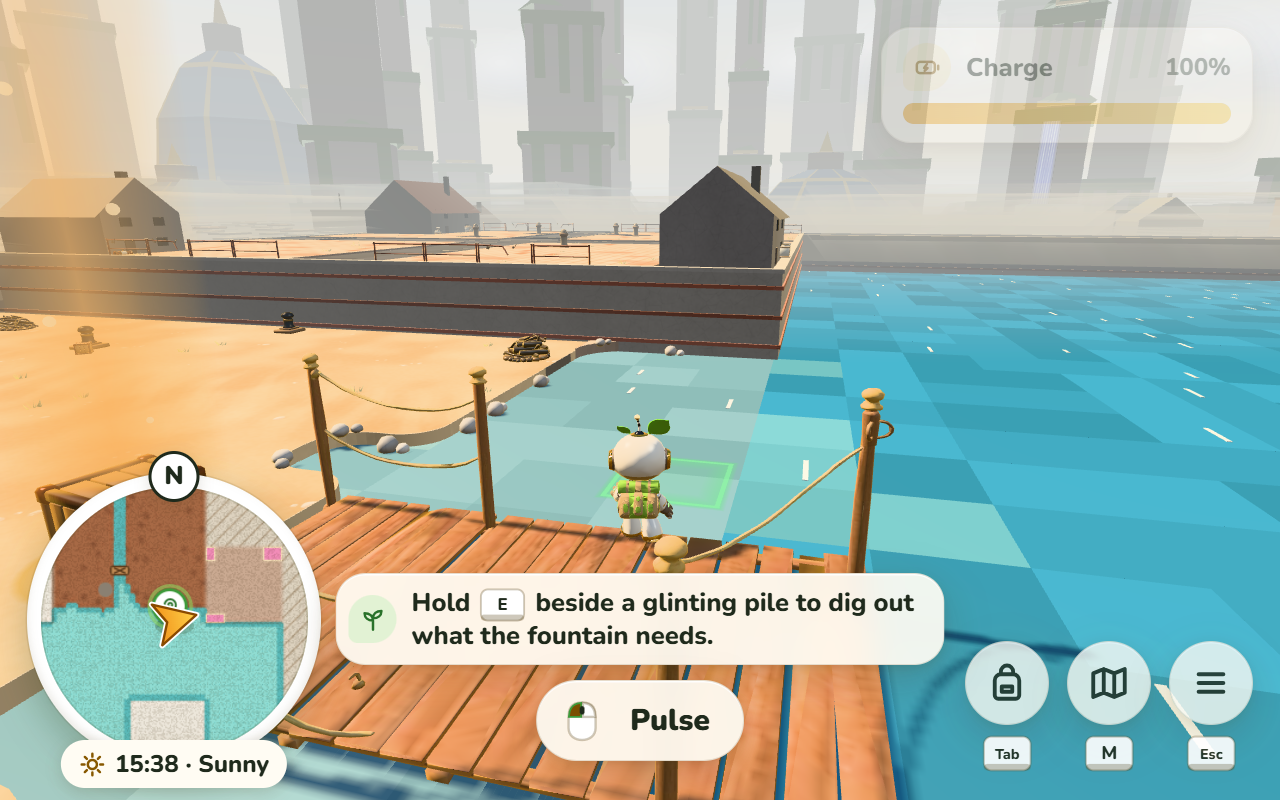 Charge 100%
N
Hold E beside a glinting pile to dig out
what the fountain needs.
Pulse
15:38 · Sunny
Tab
M
Esc